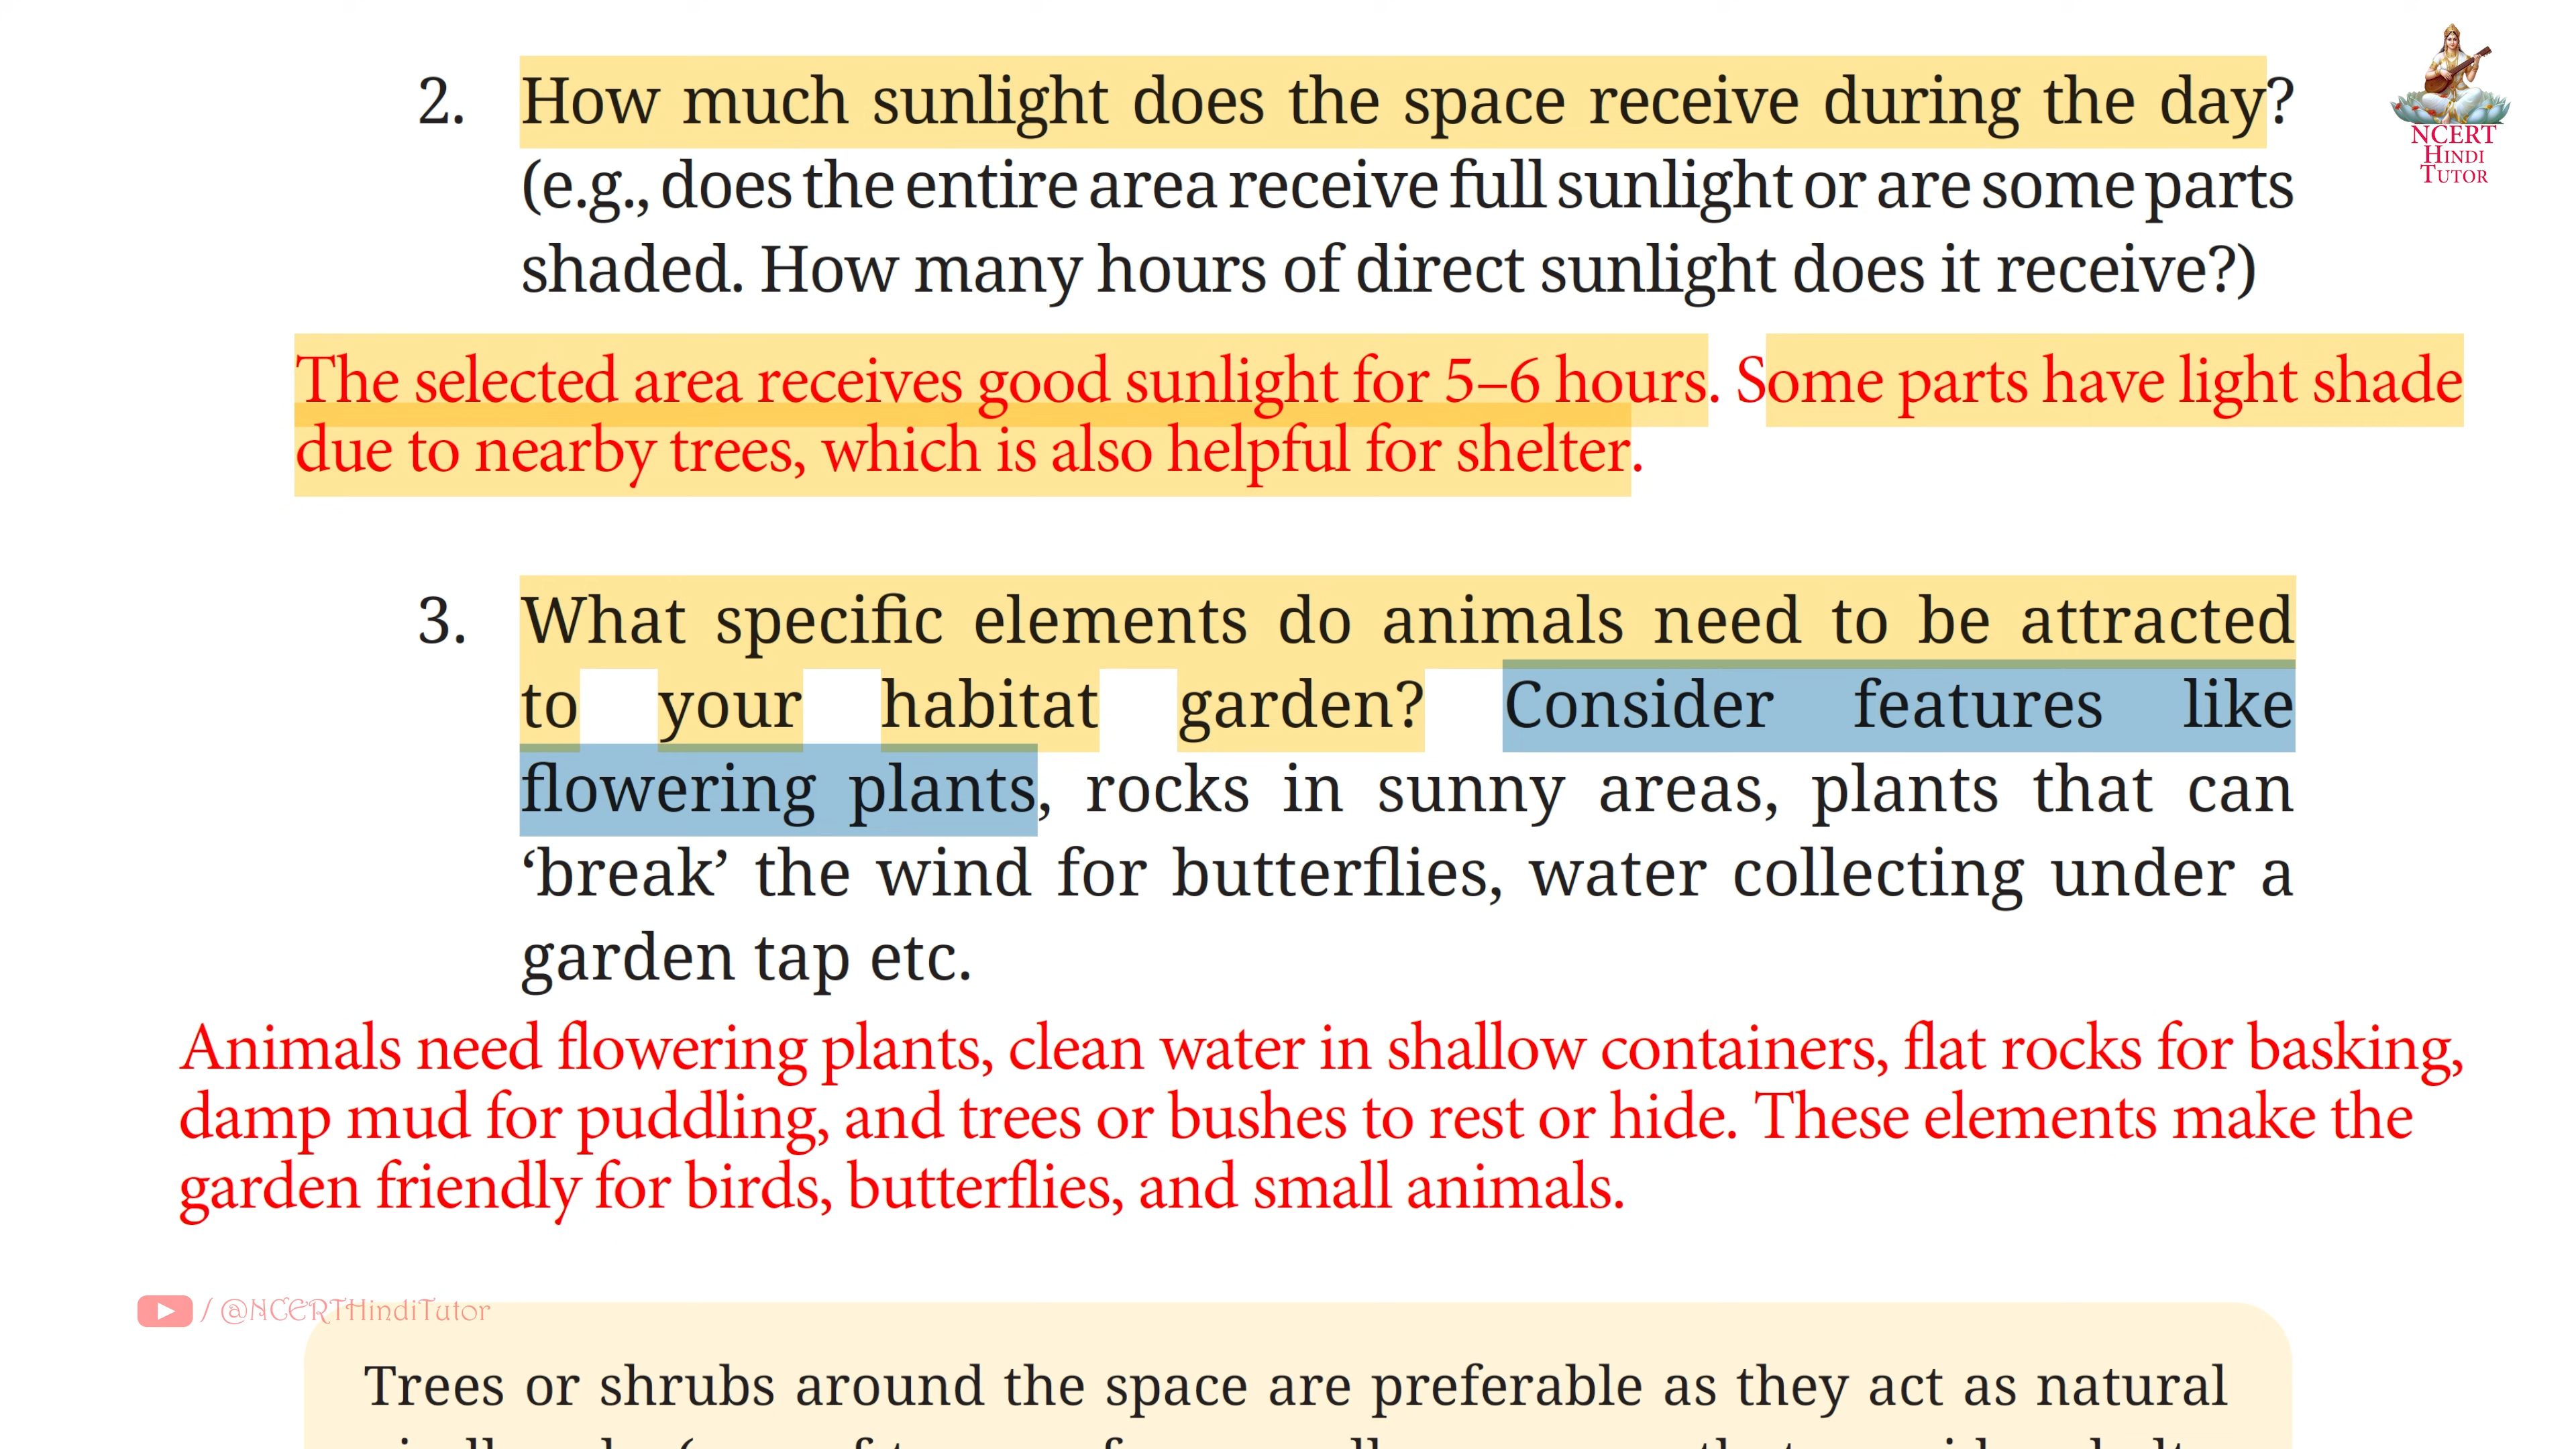 2. How much sunlight does the space receive during the day?
(e.g., does the entire area receive full sunlight or are some parts
shaded. How many hours of direct sunlight does it receive?)
The selected area receives good sunlight for 5–6 hours. Some parts have light shade
due to nearby trees, which is also helpful for shelter.
3. What specific elements do animals need to be attracted
to your habitat garden? Consider features like
flowering plants, rocks in sunny areas, plants that can
‘break’ the wind for butterflies, water collecting under a
garden tap etc.
Animals need flowering plants, clean water in shallow containers, flat rocks for basking,
damp mud for puddling, and trees or bushes to rest or hide. These elements make the
garden friendly for birds, butterflies, and small animals.
/ @NCERTHindiTutor
Trees or shrubs around the space are preferable as they act as natural
NCERT
HINDI
TUTOR